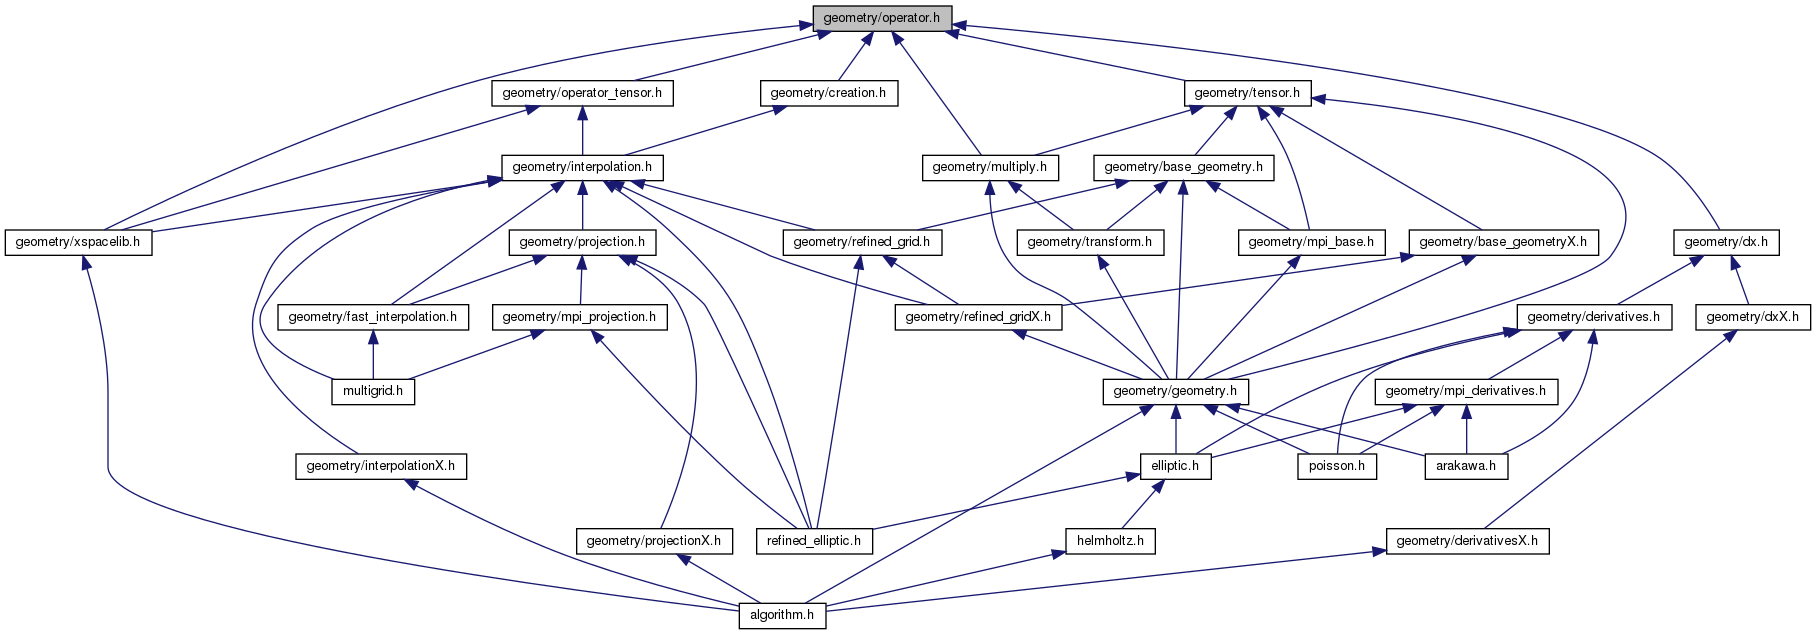 geometry/operator.h
geometry/operator_tensor.h
geometry/creation.h
geometry/tensor.h
geometry/interpolation.h
geometry/multiply.h
geometry/base_geometry.h
geometry/xspacelib.h
geometry/projection.h
geometry/refined_grid.h
geometry/transform.h
geometry/mpi_base.h
geometry/base_geometryX.h
geometry/dx.h
geometry/fast_interpolation.h
geometry/mpi_projection.h
geometry/refined_gridX.h
geometry/derivatives.h
geometry/dxX.h
multigrid.h
geometry/geometry.h
geometry/mpi_derivatives.h
geometry/interpolationX.h
elliptic.h
poisson.h
arakawa.h
geometry/projectionX.h
refined_elliptic.h
helmholtz.h
geometry/derivativesX.h
algorithm.h